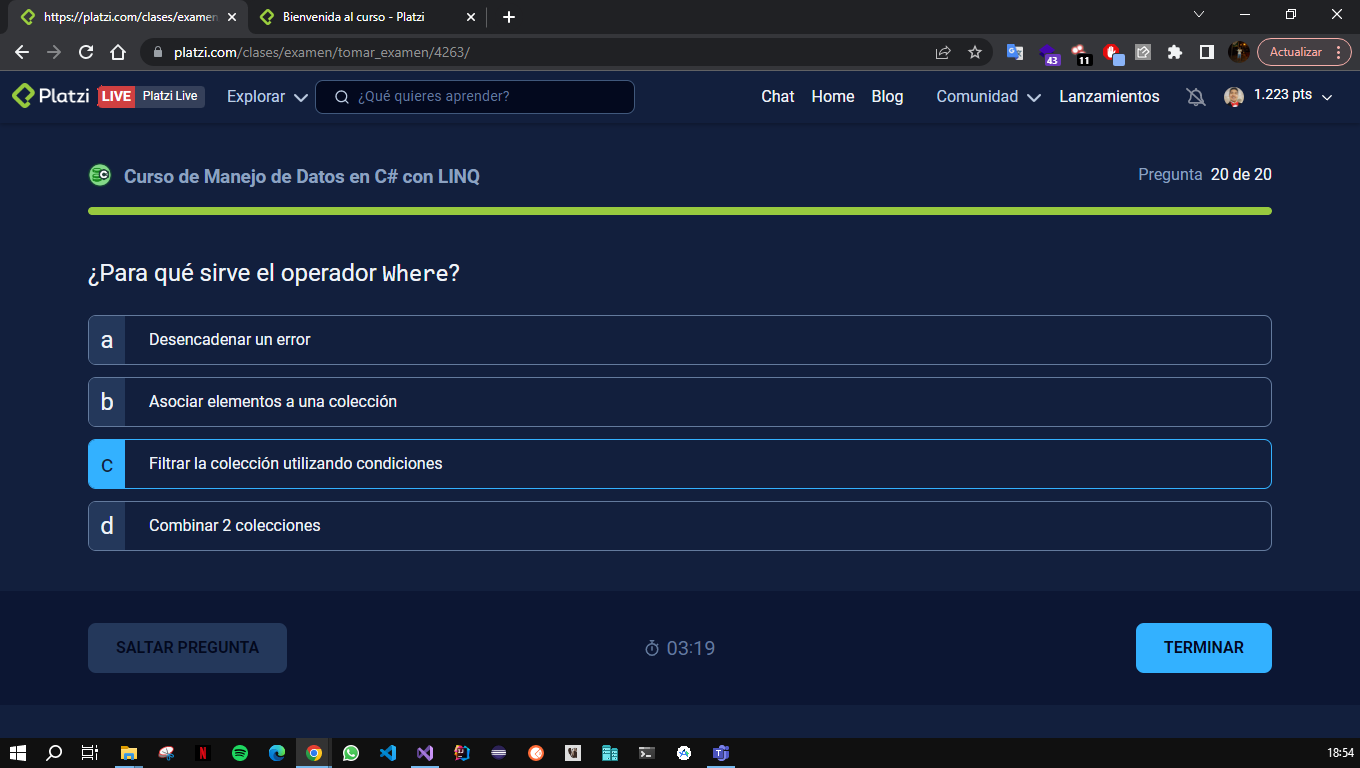 https://platzi.com/clases/examen
Bienvenida al curso - Platzi
platzi.com/clases/examen/tomar_examen/4263/
43
11
Actualizar
Platzi
LIVE Platzi Live
Explorar
¿Qué quieres aprender?
Chat
Home
Blog
Comunidad
Lanzamientos
1.223 pts
Curso de Manejo de Datos en C# con LINQ
Pregunta 20 de 20
¿Para qué sirve el operador Where?
a Desencadenar un error
b Asociar elementos a una colección
c Filtrar la colección utilizando condiciones
d Combinar 2 colecciones
SALTAR PREGUNTA
03:19
TERMINAR
18:54